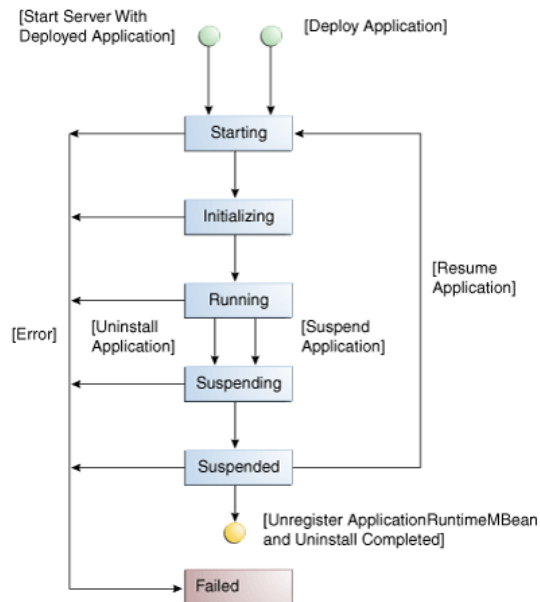 [Start Server With
Deployed Application]
[Deploy Application]
Starting
Initializing
[Resume
Application]
Running
[Error]
[Uninstall
Application]
[Suspend
Application]
Suspending
Suspended
[Unregister ApplicationRuntimeMBean
and Uninstall Completed]
Failed